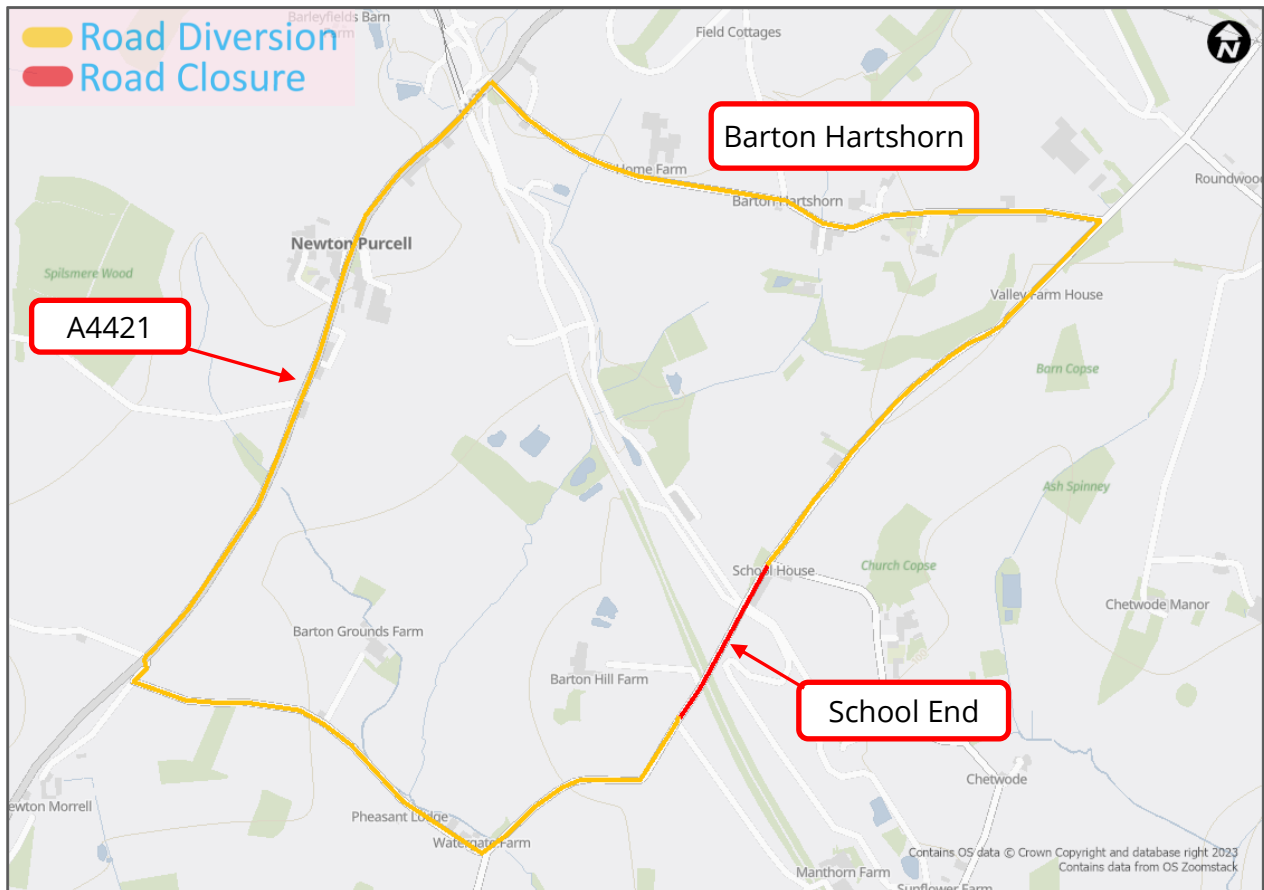 Barleyfields Barn
Farm
Road Diversion
Road Closure
Field Cottages
N
A4421
Barton Hartshorn
Home Farm
Roundwood
Barton Hartshorn
Newton Purcell
Spilsmere Wood
Valley Farm House
A4421
Barn Copse
Ash Spinney
School House
Church Copse
Chetwode Manor
Barton Grounds Farm
Barton Hill Farm
School End
Chetwode
ewton Morrell
Pheasant Lodge
Watergate Farm
Contains OS data © Crown Copyright and database right 2023
Contains data from OS Zoomstack
Manthorn Farm
Sunflower Farm